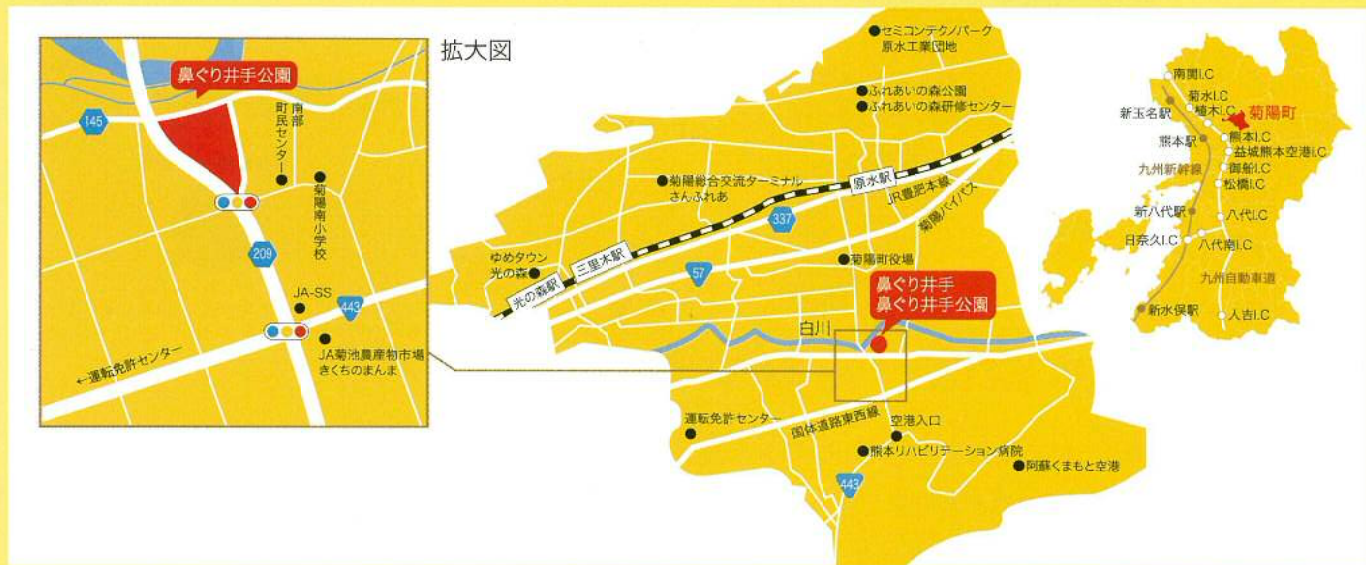 拡大図
鼻ぐり井手公園
145
南部
町民センター
菊陽南小学校
209
JA-SS
443
JA菊池農産物市場
きくちのまんま
←運転免許センター
セミコンテクノパーク
原水工業団地
ふれあいの森公園
ふれあいの森研修センター
菊陽総合交流ターミナル
さんふれあ
原水駅
JR豊肥本線
菊陽バイパス
337
三里木駅
ゆめタウン
光の森
光の森駅
57
菊陽町役場
鼻ぐり井手
鼻ぐり井手公園
白川
運転免許センター
国体道路東西線
空港入口
熊本リハビリテーション病院
阿蘇くまもと空港
443
南関I.C
菊水I.C
新玉名駅
植木I.C
菊陽町
熊本駅
熊本I.C
益城熊本空港I.C
九州新幹線
御船I.C
松橋I.C
新八代駅
八代I.C
日奈久I.C
八代南I.C
九州自動車道
新水俣駅
人吉I.C